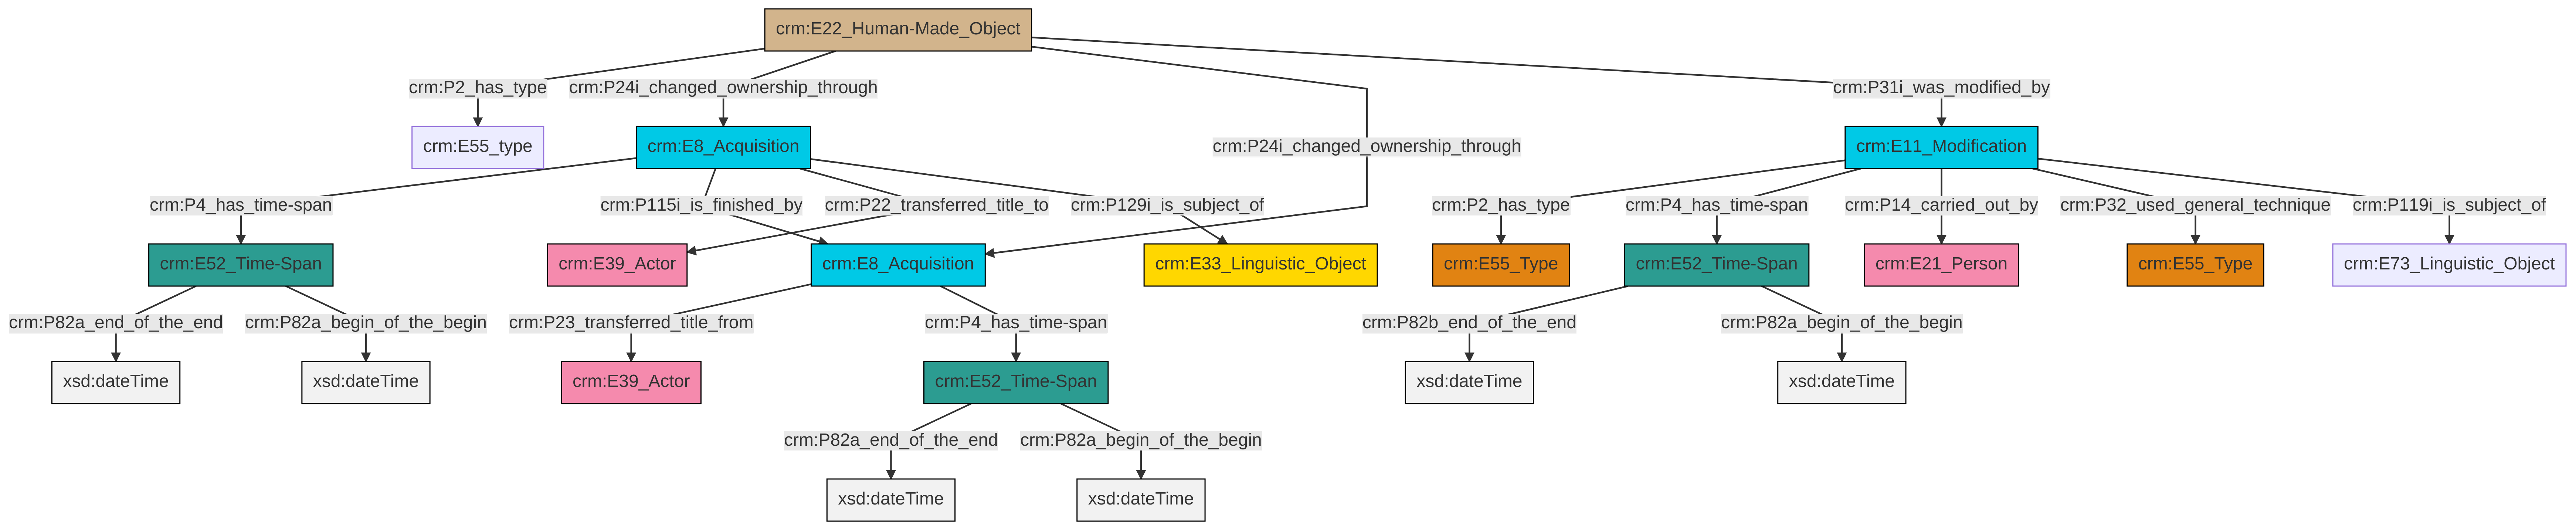 crm:E22_Human-Made_Object
crm:P2_has_type
crm:P24i_changed_ownership_through
crm:P31i_was_modified_by
crm:E55_type
crm:E8_Acquisition
crm:P24i_changed_ownership_through
crm:E11_Modification
crm:P4_has_time-span
crm:P115i_is_finished_by
crm:P22_transferred_title_to
crm:P129i_is_subject_of
crm:P2_has_type
crm:P4_has_time-span
crm:P14_carried_out_by
crm:P32_used_general_technique
crm:P119i_is_subject_of
crm:E52_Time-Span
crm:E39_Actor
crm:E8_Acquisition
crm:E33_Linguistic_Object
crm:E55_Type
crm:E52_Time-Span
crm:E21_Person
crm:E55_Type
crm:E73_Linguistic_Object
crm:P82a_end_of_the_end
crm:P82a_begin_of_the_begin
crm:P23_transferred_title_from
crm:P4_has_time-span
crm:P82b_end_of_the_end
crm:P82a_begin_of_the_begin
xsd:dateTime
xsd:dateTime
crm:E39_Actor
crm:E52_Time-Span
xsd:dateTime
xsd:dateTime
crm:P82a_end_of_the_end
crm:P82a_begin_of_the_begin
xsd:dateTime
xsd:dateTime